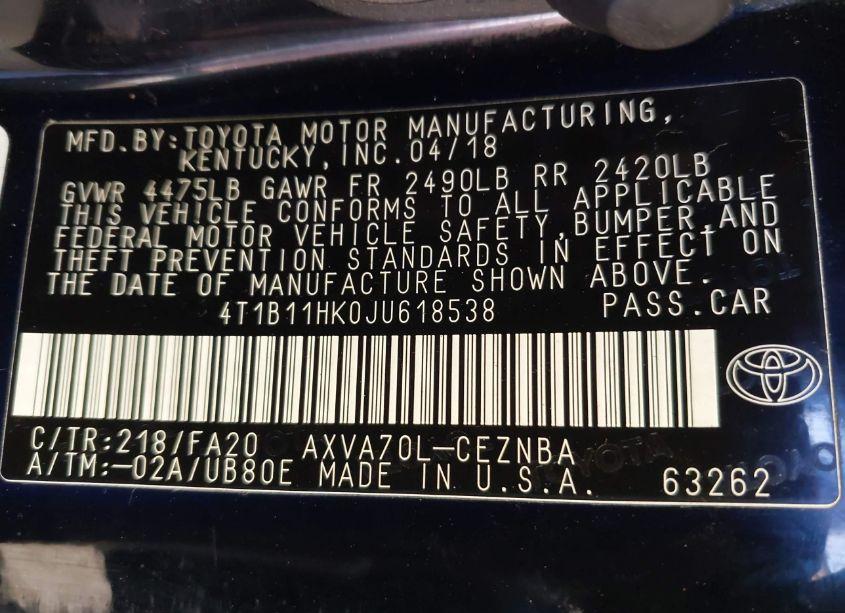 MFD.BY:TOYOTA MOTOR MANUFACTURING,
KENTUCKY,INC.04/18
GVWR 4475LB GAWR FR 2490LB RR 2420LB
THIS VEHICLE CONFORMS TO ALL APPLICABLE
FEDERAL MOTOR VEHICLE SAFETY,BUMPER,AND
THEFT PREVENTION STANDARDS IN EFFECT ON
THE DATE OF MANUFACTURE SHOWN ABOVE.
4T1B11HK0JU618538 PASS.CAR
C/TR:218/FA20 AXVA70L-CEZNBA
A/TM:-02A/UB80E MADE IN U.S.A. 63262
TOYOTA